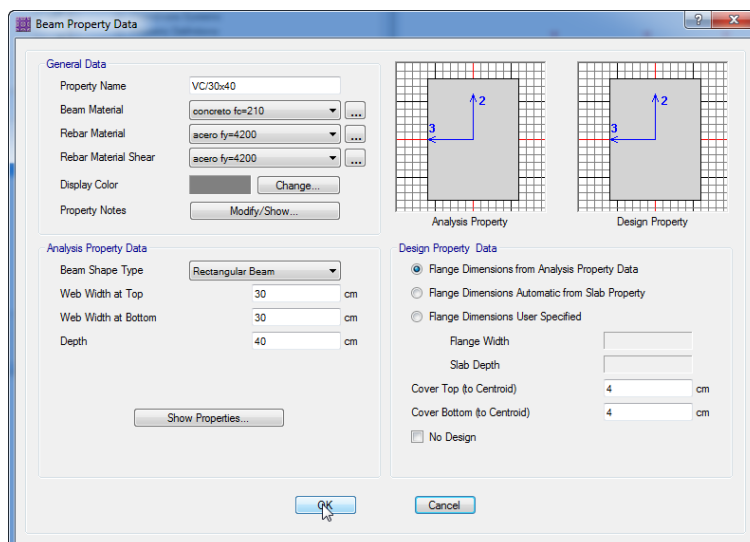 Beam Property Data
General Data
Property Name VC/30x40
Beam Material concreto fc=210 ...
Rebar Material acero fy=4200 ...
Rebar Material Shear acero fy=4200 ...
Display Color Change...
Property Notes Modify/Show...
2
3
Analysis Property
2
3
Design Property
Analysis Property Data
Beam Shape Type Rectangular Beam
Web Width at Top 30 cm
Web Width at Bottom 30 cm
Depth 40 cm
Show Properties...
Design Property Data
Flange Dimensions from Analysis Property Data
Flange Dimensions Automatic from Slab Property
Flange Dimensions User Specified
Flange Width
Slab Depth
Cover Top (to Centroid) 4 cm
Cover Bottom (to Centroid) 4 cm
No Design
OK
Cancel